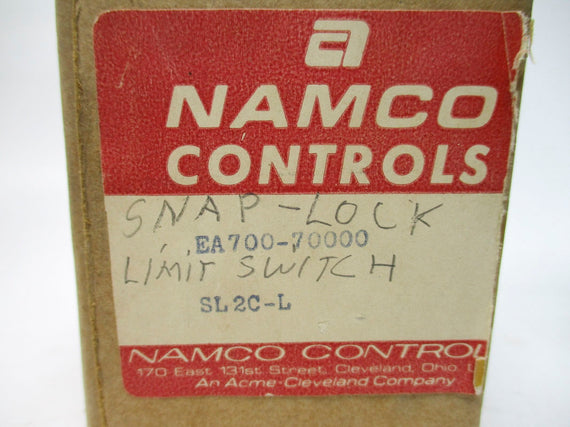 a
NAMCO
CONTROLS
SNAP-LOCK
EA700-70000
LIMIT SWITCH
SL2C-L
NAMCO CONTROL
170 East 131st. Street, Cleveland, Ohio
An Acme-Cleveland Company